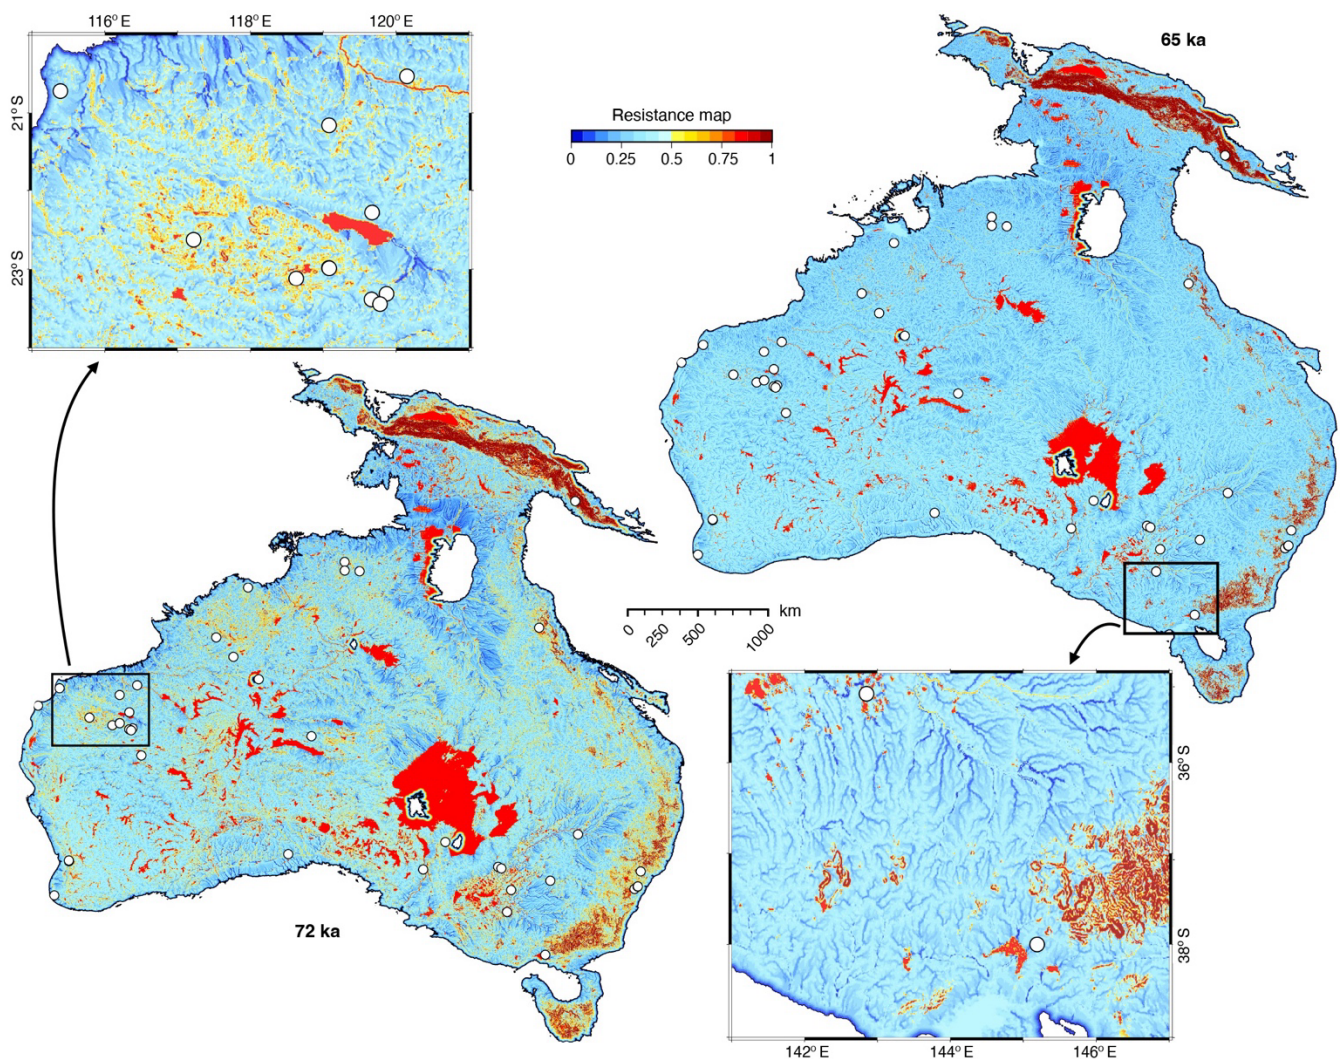 116° E 118° E 120° E
21° S
23° S
65 ka
Resistance map
0 0.25 0.5 0.75 1
72 ka
0 250 500 1000 km
36° S
38° S
142° E 144° E 146° E